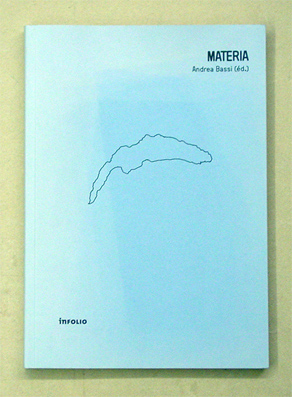 MATERIA
Andrea Bassi (éd.)
inFOLIO